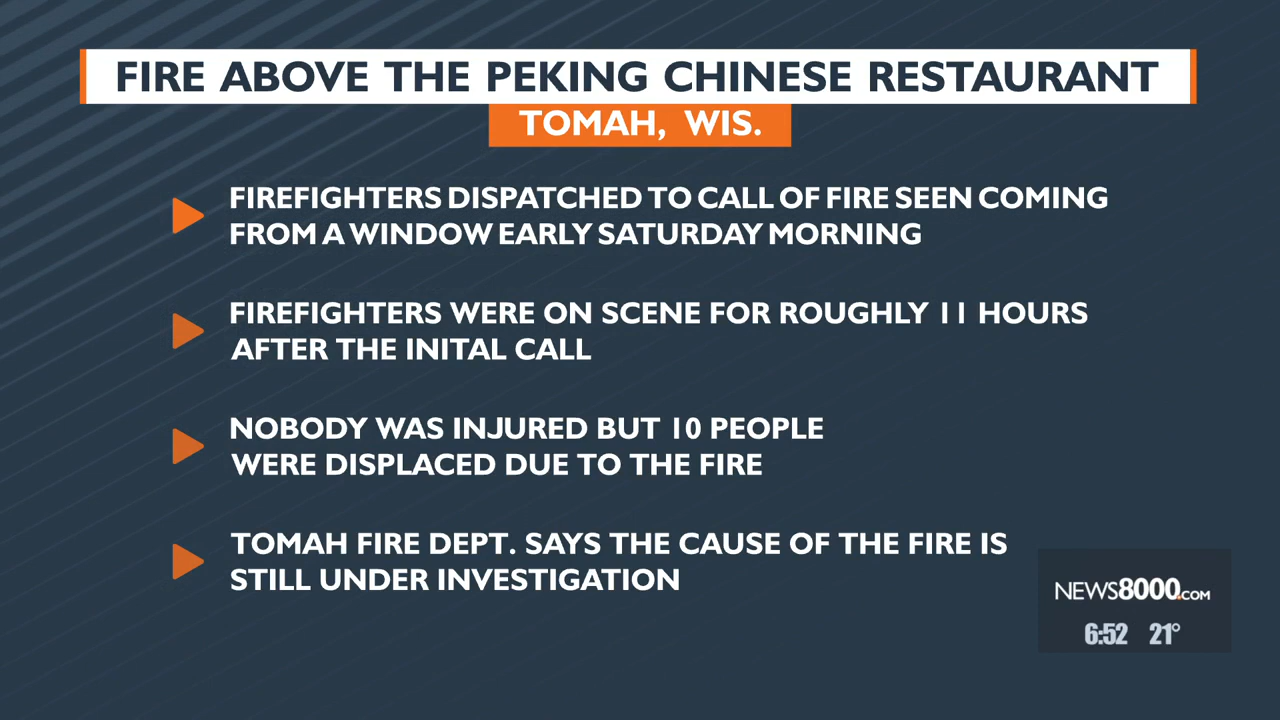 FIRE ABOVE THE PEKING CHINESE RESTAURANT
TOMAH, WIS.
FIREFIGHTERS DISPATCHED TO CALL OF FIRE SEEN COMING
FROM A WINDOW EARLY SATURDAY MORNING
FIREFIGHTERS WERE ON SCENE FOR ROUGHLY 11 HOURS
AFTER THE INITAL CALL
NOBODY WAS INJURED BUT 10 PEOPLE
WERE DISPLACED DUE TO THE FIRE
TOMAH FIRE DEPT. SAYS THE CAUSE OF THE FIRE IS
STILL UNDER INVESTIGATION
NEWS8000.COM
6:52 21°